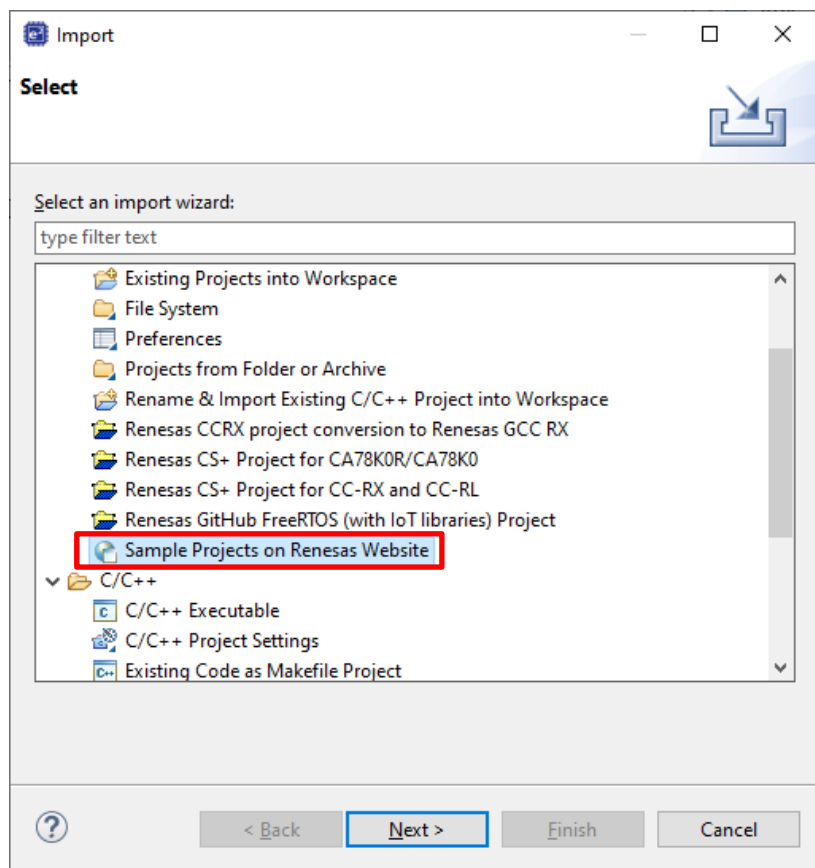 Import
Select
Select an import wizard:
type filter text
Existing Projects into Workspace
File System
Preferences
Projects from Folder or Archive
Rename & Import Existing C/C++ Project into Workspace
Renesas CCRX project conversion to Renesas GCC RX
Renesas CS+ Project for CA78K0R/CA78K0
Renesas CS+ Project for CC-RX and CC-RL
Renesas GitHub FreeRTOS (with IoT libraries) Project
Sample Projects on Renesas Website
C/C++
C/C++ Executable
C/C++ Project Settings
Existing Code as Makefile Project
? < Back Next > Finish Cancel